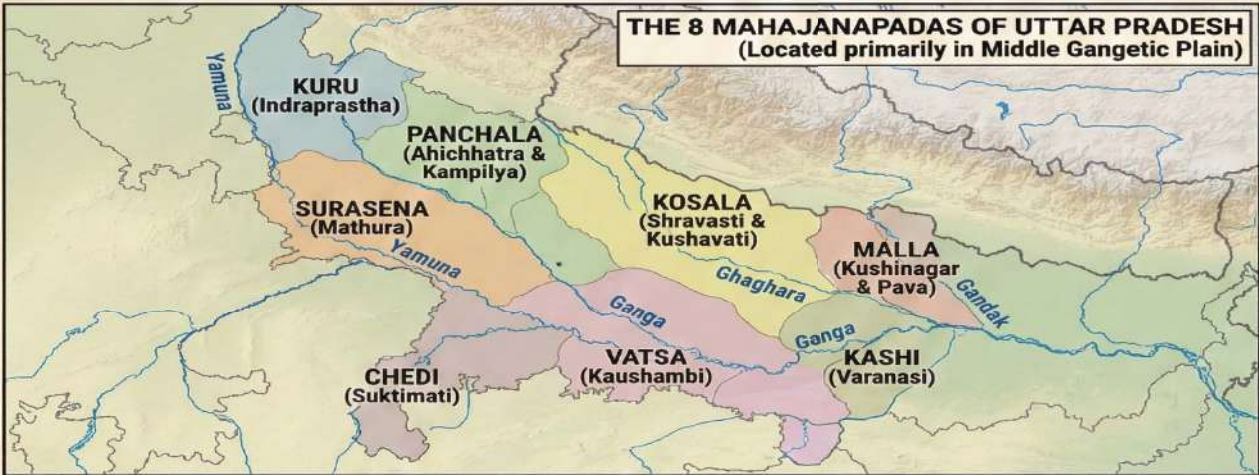 THE 8 MAHAJANAPADAS OF UTTAR PRADESH
(Located primarily in Middle Gangetic Plain)
Yamuna
KURU
(Indraprastha)
PANCHALA
(Ahichhatra &
Kampilya)
SURASENA
(Mathura)
Yamuna
KOSALA
(Shravasti &
Kushavati)
Ghaghara
MALLA
(Kushinagar
& Pava)
Gandak
Ganga
Ganga
CHEDI
(Suktimati)
VATSA
(Kaushambi)
KASHI
(Varanasi)